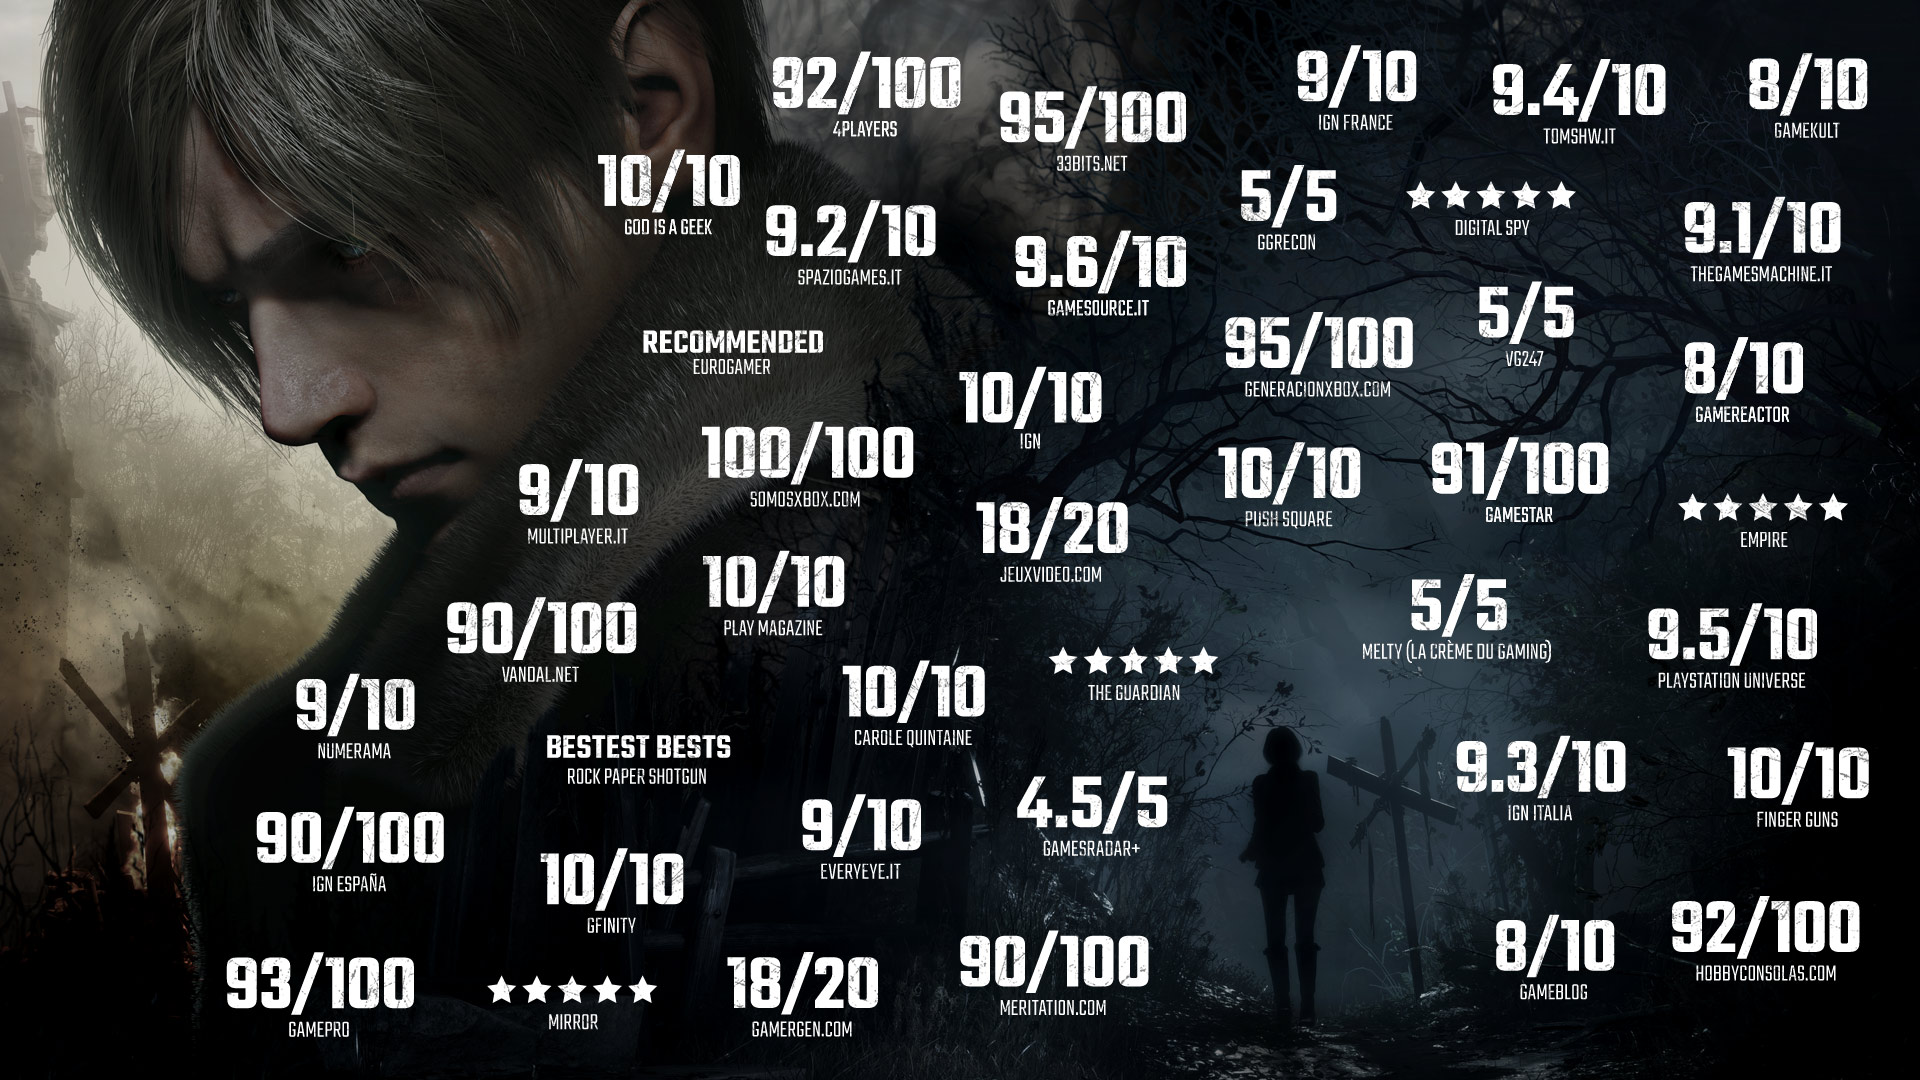 92/100
4PLAYERS
95/100
33BITS.NET
9/10
IGN FRANCE
9.4/10
TOMSHW.IT
8/10
GAMEKULT
10/10
GOD IS A GEEK
9.2/10
SPAZIOGAMES.IT
9.6/10
GAMESOURCE.IT
5/5
GGRECON
★★★★★
DIGITAL SPY
9.1/10
THEGAMESMACHINE.IT
RECOMMENDED
EUROGAMER
10/10
IGN
95/100
GENERACIONXBOX.COM
5/5
VG247
8/10
GAMEREACTOR
9/10
MULTIPLAYER.IT
100/100
SOMOSXBOX.COM
18/20
JEUXVIDEO.COM
10/10
PUSH SQUARE
91/100
GAMESTAR
★★★★★
EMPIRE
90/100
VANDAL.NET
10/10
PLAY MAGAZINE
★★★★★
THE GUARDIAN
5/5
MELTY (LA CRÈME DU GAMING)
9.5/10
PLAYSTATION UNIVERSE
9/10
NUMERAMA
BESTEST BESTS
ROCK PAPER SHOTGUN
10/10
CAROLE QUINTAINE
4.5/5
GAMESRADAR+
9.3/10
IGN ITALIA
10/10
FINGER GUNS
90/100
IGN ESPAÑA
10/10
GFINITY
9/10
EVERYEYE.IT
93/100
GAMEPRO
★★★★★
MIRROR
18/20
GAMERGEN.COM
90/100
MERITATION.COM
8/10
GAMEBLOG
92/100
HOBBYCONSOLAS.COM